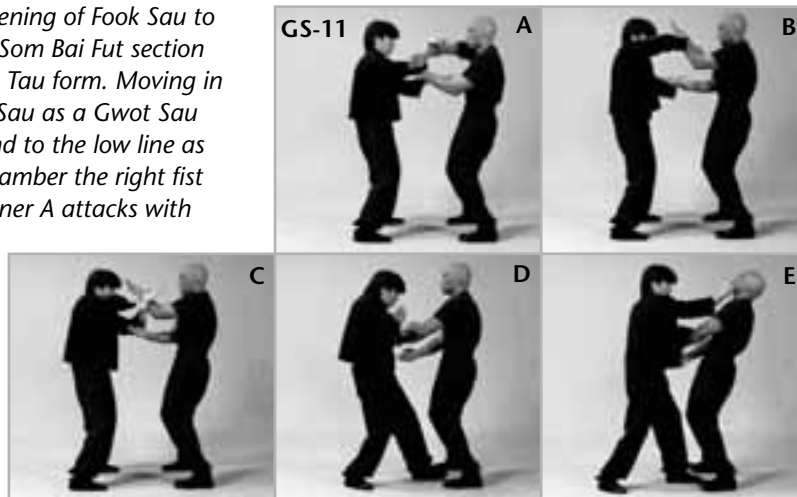 ening of Fook Sau to
Som Bai Fut section
Tau form. Moving in
Sau as a Gwot Sau
nd to the low line as
amber the right fist
ner A attacks with
GS-11 A
B
C
D
E